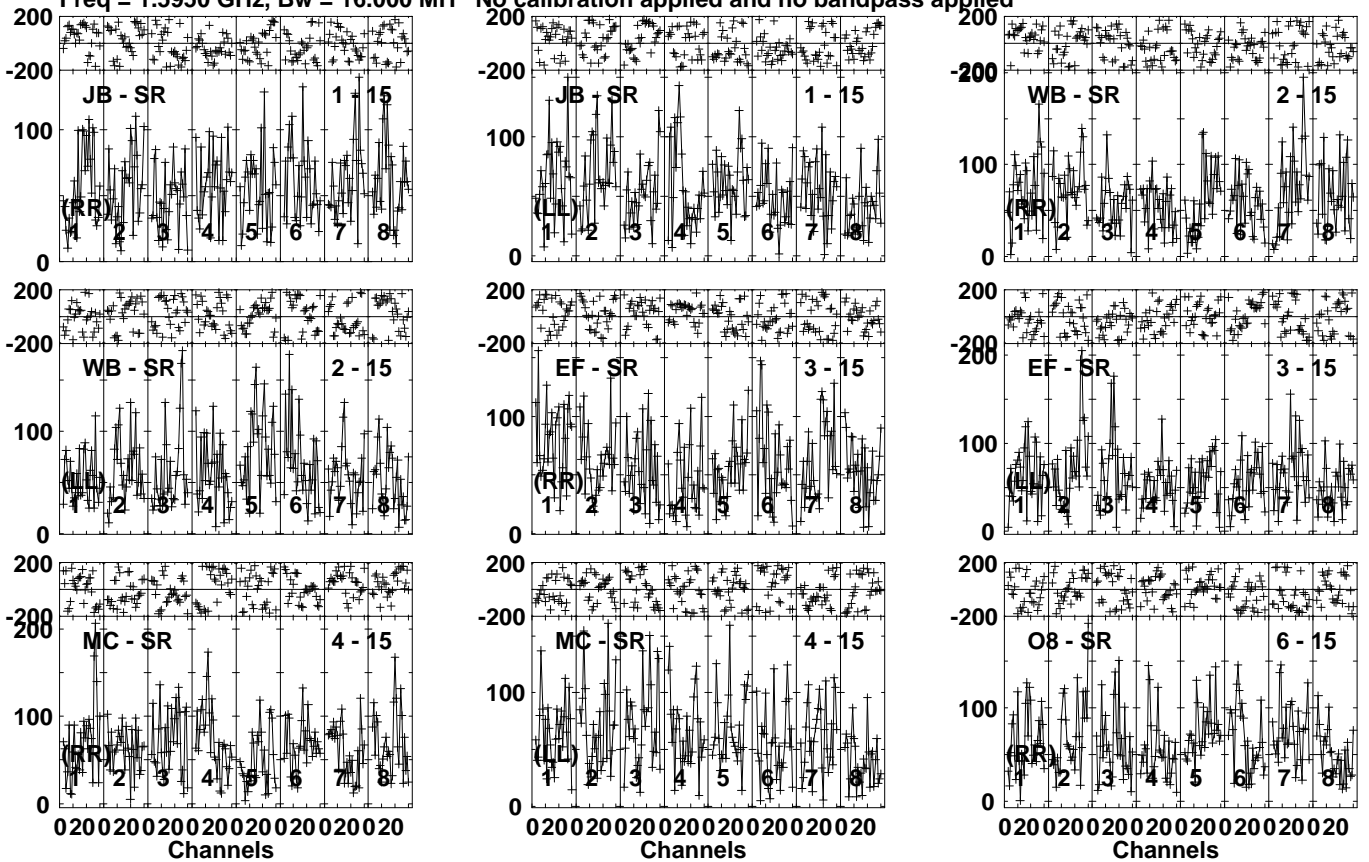 Freq = 1.5950 GHz, Bw = 16.000 MH No calibration applied and no bandpass applied
200 200 200
-200 -200 -200
200
JB - SR 1 - 15 JB - SR 1 - 15 WB - SR 2 - 15
100 100 100
(RR) (LL) (RR)
1 2 3 4 5 6 7 8 1 2 3 4 5 6 7 8 1 2 3 4 5 6 7 8
0 0 0
200 200 200
-200 -200 -200
200
WB - SR 2 - 15 EF - SR 3 - 15 EF - SR 3 - 15
100 100 100
(LL) (RR) (LL)
1 2 3 4 5 6 7 8 1 2 3 4 5 6 7 8 1 2 3 4 5 6 7 8
0 0 0
200 200 200
-200 -200 -200
200
MC - SR 4 - 15 MC - SR 4 - 15 O8 - SR 6 - 15
100 100 100
(RR) (LL) (RR)
1 2 3 4 5 6 7 8 1 2 3 4 5 6 7 8 1 2 3 4 5 6 7 8
0 0 0
0 20 0 20 0 20 0 20 0 20 0 20 0 20 0 20 0 20 0 20 0 20 0 20 0 20 0 20 0 20 0 20 0 20 0 20 0 20 0 20 0 20 0 20 0 20 0 20
Channels Channels Channels